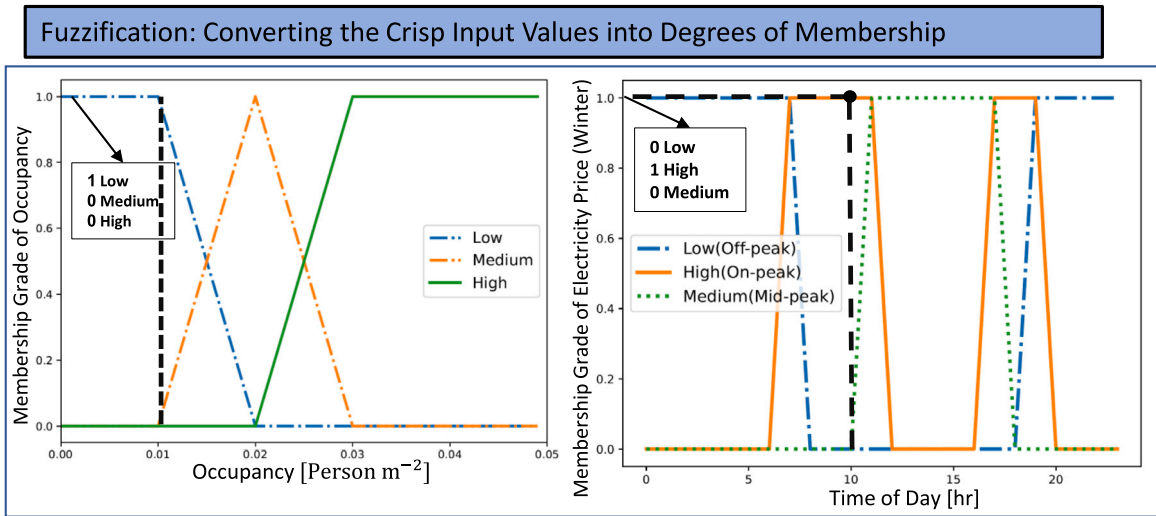 Fuzzification: Converting the Crisp Input Values into Degrees of Membership
Membership Grade of Occupancy
1.0
0.8
0.6
0.4
0.2
0.0
1 Low
0 Medium
0 High
Low
Medium
High
0.00
0.01
0.02
0.03
0.04
0.05
Occupancy [Person m⁻²]
Membership Grade of Electricity Price (Winter)
1.0
0.8
0.6
0.4
0.2
0.0
0 Low
1 High
0 Medium
Low(Off-peak)
High(On-peak)
Medium(Mid-peak)
0
5
10
15
20
Time of Day [hr]